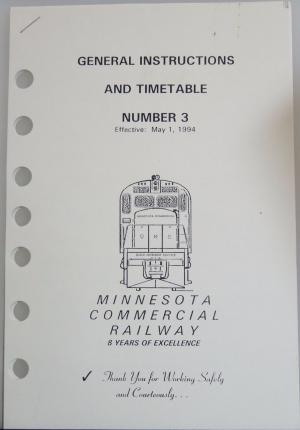 GENERAL INSTRUCTIONS
AND TIMETABLE
NUMBER 3
Effective: May 1, 1994
MINNESOTA
COMMERCIAL
RAILWAY
8 YEARS OF EXCELLENCE
✓ Thank You for Working Safely
and Courteously. . .